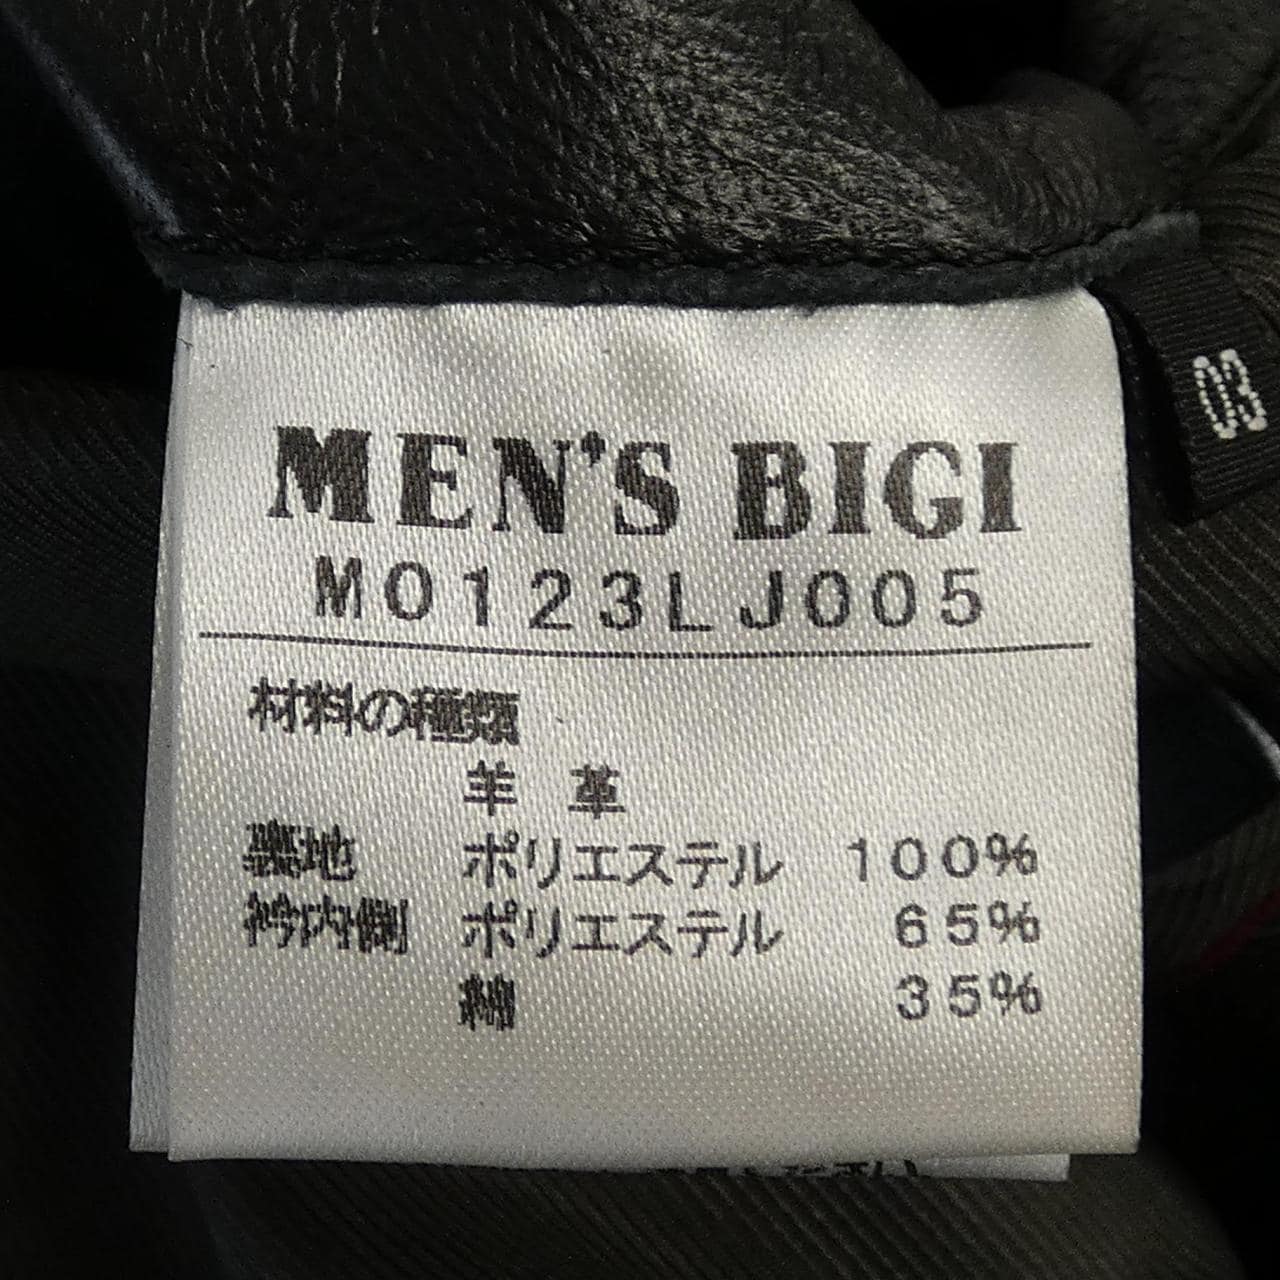 MEN'S BIGI
M0123LJ005
03
材料の種類
羊 革
裏地 ポリエステル 100%
衿内側 ポリエステル 65%
綿 35%